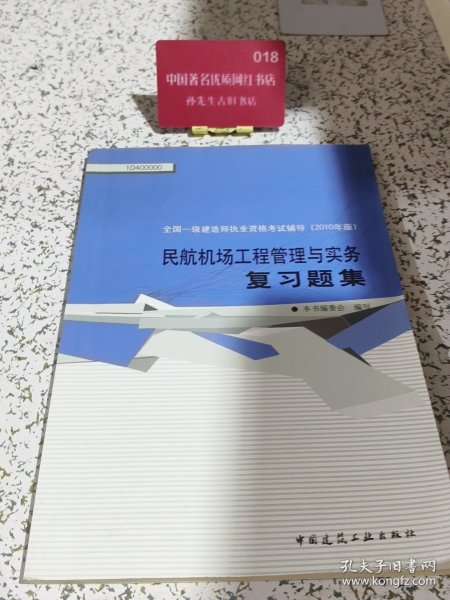 018
中国著名优质网红书店
孙先生古旧书店
1D400000
全国一级建造师执业资格考试辅导【2010年版】
民航机场工程管理与实务
复习题集
● 本书编委会 编写
中国建筑工业出版社
孔夫子旧书网
www.kongfz.com